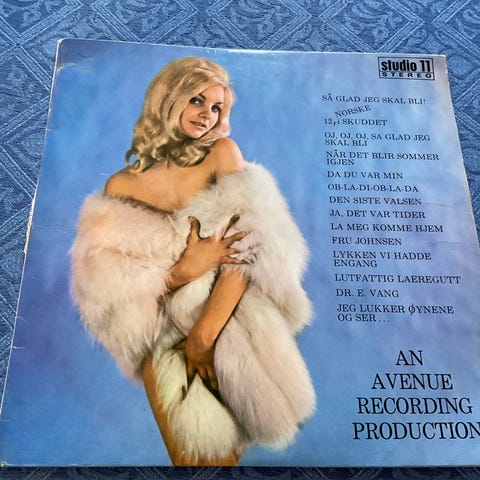 studio 11
STEREO
SÅ GLAD JEG SKAL BLI!
NORSKE
12, i SKUDDET
OJ, OJ, OJ, SA GLAD JEG
SKAL BLI
NÅR DET BLIR SOMMER
IGJEN
DA DU VAR MIN
OB-LA-DI-OB-LA-DA
DEN SISTE VALSEN
JA, DET VAR TIDER
LA MEG KOMME HJEM
FRU JOHNSEN
LYKKEN VI HADDE
ENGANG
LUTFATTIG LAEREGUTT
DR. E. VANG
JEG LUKKER ØYNENE
OG SER...
AN
AVENUE
RECORDING
PRODUCTION